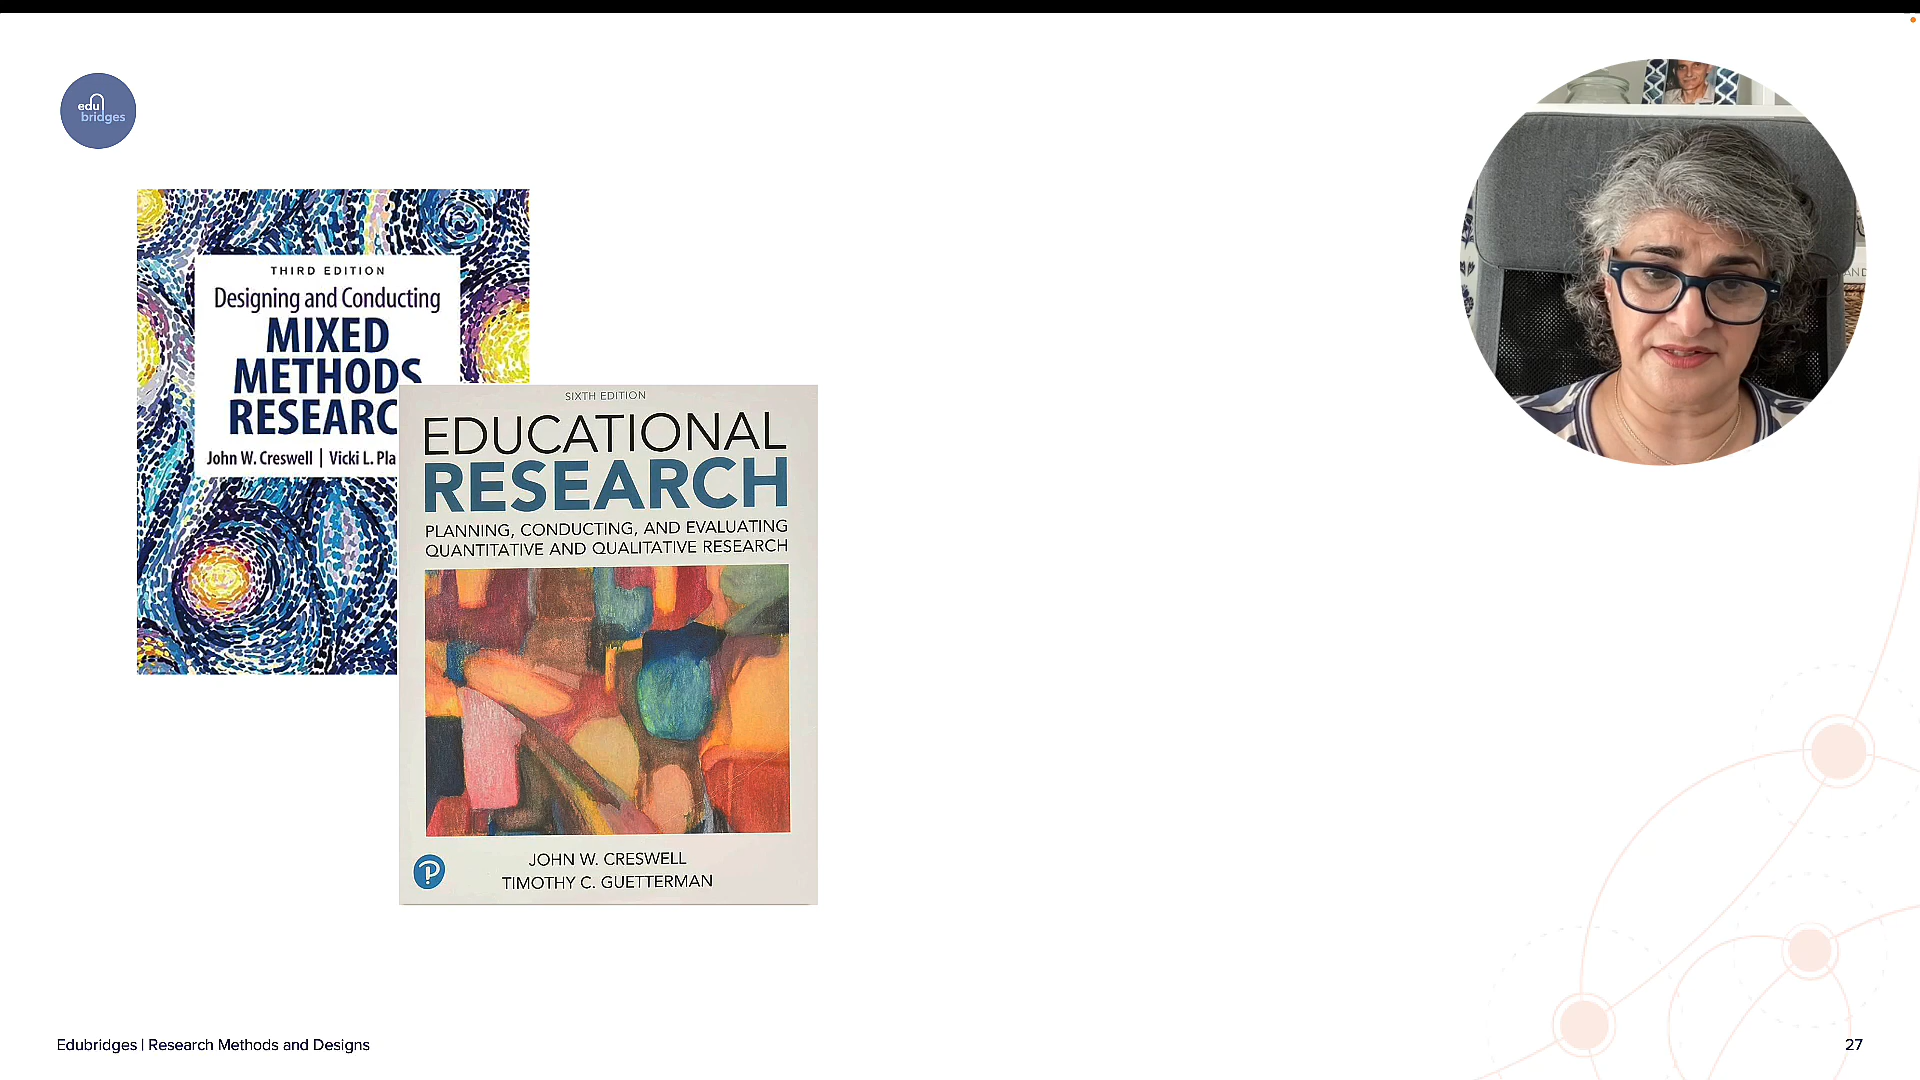 edu
bridges
THIRD EDITION
Designing and Conducting
MIXED
METHODS
RESEARC
John W. Creswell | Vicki L. Pla
SIXTH EDITION
EDUCATIONAL
RESEARCH
PLANNING, CONDUCTING, AND EVALUATING
QUANTITATIVE AND QUALITATIVE RESEARCH
JOHN W. CRESWELL
TIMOTHY C. GUETTERMAN
P
AND
Edubridges | Research Methods and Designs
27